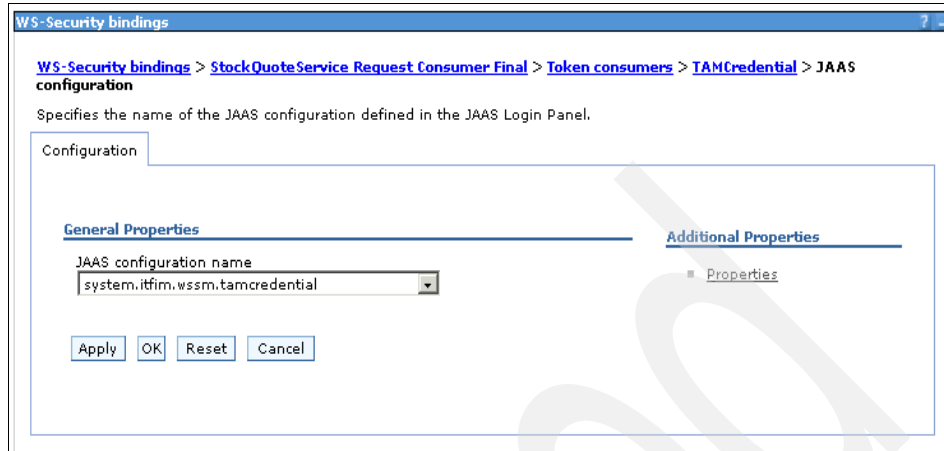 WS-Security bindings ? -
WS-Security bindings > StockQuoteService Request Consumer Final > Token consumers > TAMCredential > JAAS
configuration
Specifies the name of the JAAS configuration defined in the JAAS Login Panel.
Configuration
General Properties
Additional Properties
JAAS configuration name
Properties
system.itfim.wssm.tamcredential
Apply OK Reset Cancel